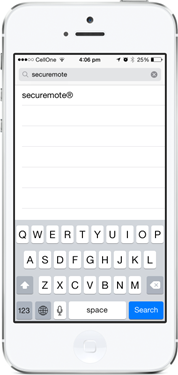 CellOne 4:06 pm 25%
securemote
securemote®
Q W E R T Y U I O P
A S D F G H J K L
Z X C V B N M
123 space Search